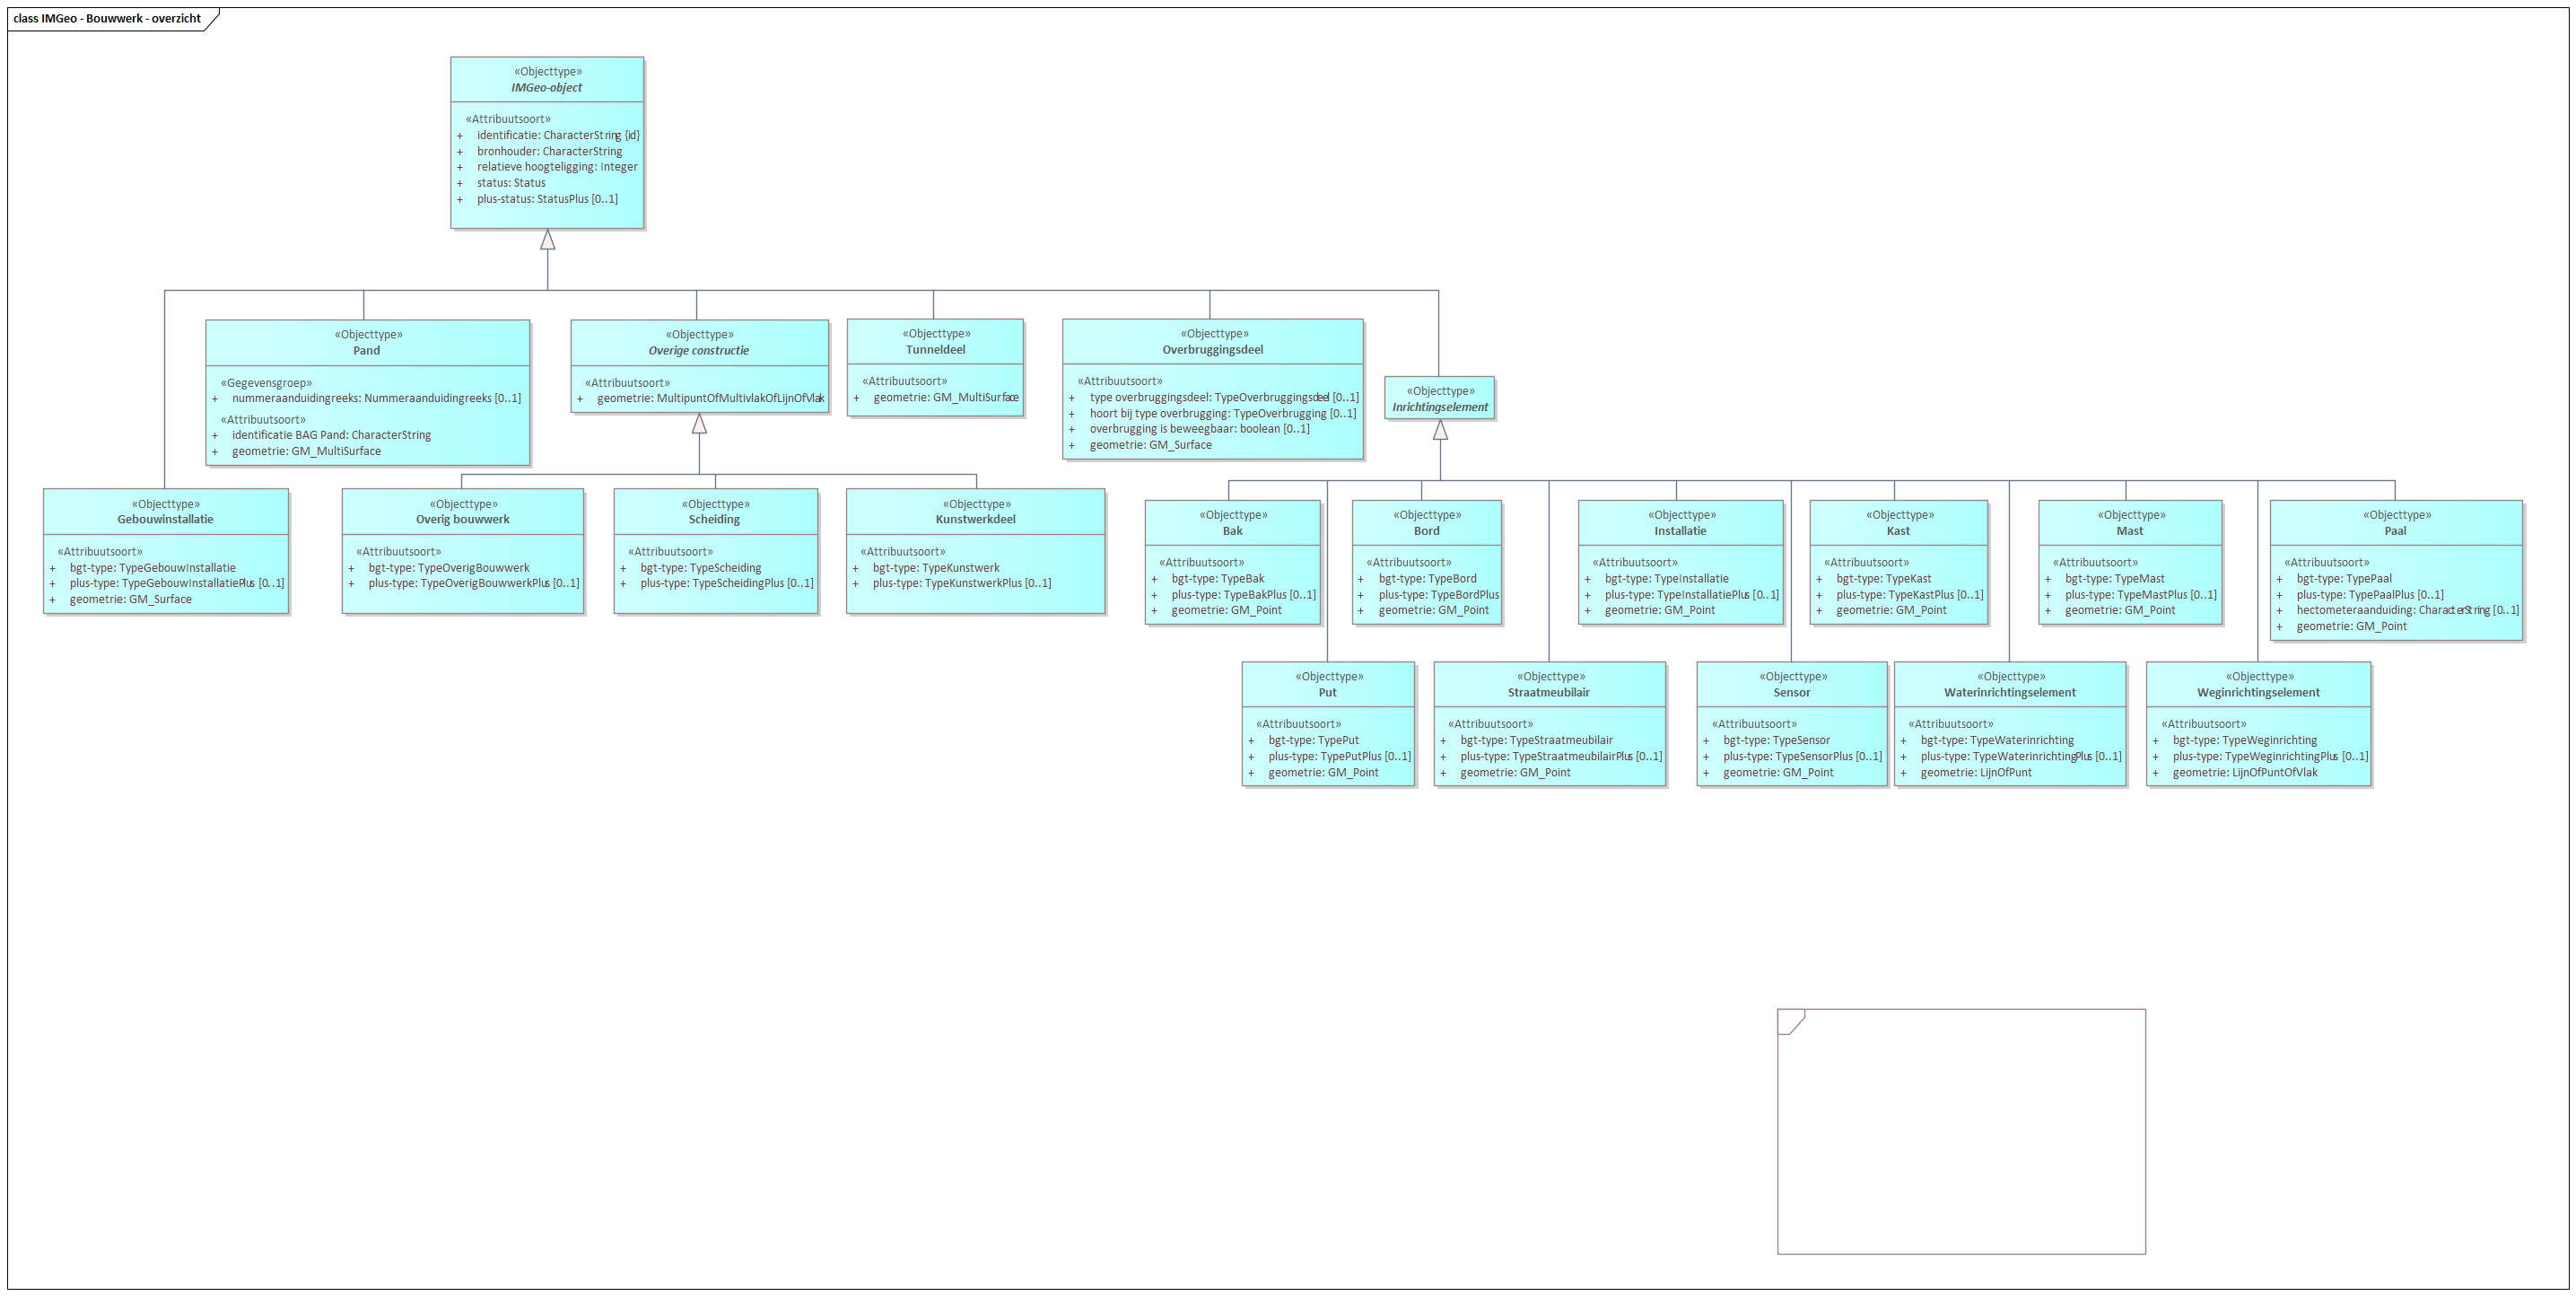 class IMGeo - Bouwwerk - overzicht
«Objecttype»
IMGeo-object
«Attribuutsoort»
+ identificatie: CharacterString {id}
+ bronhouder: CharacterString
+ relatieve hoogteligging: Integer
+ status: Status
+ plus-status: StatusPlus [0..1]
«Objecttype»
Pand
«Gegevensgroep»
+ nummeraanduidingreeks: Nummeraanduidingreeks [0..1]
«Attribuutsoort»
+ identificatie BAG Pand: CharacterString
+ geometrie: GM_MultiSurface
«Objecttype»
Overige constructie
«Attribuutsoort»
+ geometrie: MultipuntOfMultivlakOfLijnOfVlak
«Objecttype»
Tunneldeel
«Attribuutsoort»
+ geometrie: GM_MultiSurface
«Objecttype»
Overbruggingsdeel
«Attribuutsoort»
+ type overbruggingsdeel: TypeOverbruggingsdeel [0..1]
+ hoort bij type overbrugging: TypeOverbrugging [0..1]
+ overbrugging is beweegbaar: boolean [0..1]
+ geometrie: GM_Surface
«Objecttype»
Inrichtingselement
«Objecttype»
Gebouwinstallatie
«Attribuutsoort»
+ bgt-type: TypeGebouwInstallatie
+ plus-type: TypeGebouwInstallatiePlus [0..1]
+ geometrie: GM_Surface
«Objecttype»
Overig bouwwerk
«Attribuutsoort»
+ bgt-type: TypeOverigBouwwerk
+ plus-type: TypeOverigBouwwerkPlus [0..1]
«Objecttype»
Scheiding
«Attribuutsoort»
+ bgt-type: TypeScheiding
+ plus-type: TypeScheidingPlus [0..1]
«Objecttype»
Kunstwerkdeel
«Attribuutsoort»
+ bgt-type: TypeKunstwerk
+ plus-type: TypeKunstwerkPlus [0..1]
«Objecttype»
Bak
«Attribuutsoort»
+ bgt-type: TypeBak
+ plus-type: TypeBakPlus [0..1]
+ geometrie: GM_Point
«Objecttype»
Bord
«Attribuutsoort»
+ bgt-type: TypeBord
+ plus-type: TypeBordPlus
+ geometrie: GM_Point
«Objecttype»
Installatie
«Attribuutsoort»
+ bgt-type: TypeInstallatie
+ plus-type: TypeInstallatiePlus [0..1]
+ geometrie: GM_Point
«Objecttype»
Kast
«Attribuutsoort»
+ bgt-type: TypeKast
+ plus-type: TypeKastPlus [0..1]
+ geometrie: GM_Point
«Objecttype»
Mast
«Attribuutsoort»
+ bgt-type: TypeMast
+ plus-type: TypeMastPlus [0..1]
+ geometrie: GM_Point
«Objecttype»
Paal
«Attribuutsoort»
+ bgt-type: TypePaal
+ plus-type: TypePaalPlus [0..1]
+ hectometeraanduiding: CharacterString [0..1]
+ geometrie: GM_Point
«Objecttype»
Put
«Attribuutsoort»
+ bgt-type: TypePut
+ plus-type: TypePutPlus [0..1]
+ geometrie: GM_Point
«Objecttype»
Straatmeubilair
«Attribuutsoort»
+ bgt-type: TypeStraatmeubilair
+ plus-type: TypeStraatmeubilairPlus [0..1]
+ geometrie: GM_Point
«Objecttype»
Sensor
«Attribuutsoort»
+ bgt-type: TypeSensor
+ plus-type: TypeSensorPlus [0..1]
+ geometrie: GM_Point
«Objecttype»
Waterinrichtingselement
«Attribuutsoort»
+ bgt-type: TypeWaterinrichting
+ plus-type: TypeWaterinrichtingPlus [0..1]
+ geometrie: LijnOfPunt
«Objecttype»
Weginrichtingselement
«Attribuutsoort»
+ bgt-type: TypeWeginrichting
+ plus-type: TypeWeginrichtingPlus [0..1]
+ geometrie: LijnOfPuntOfVlak